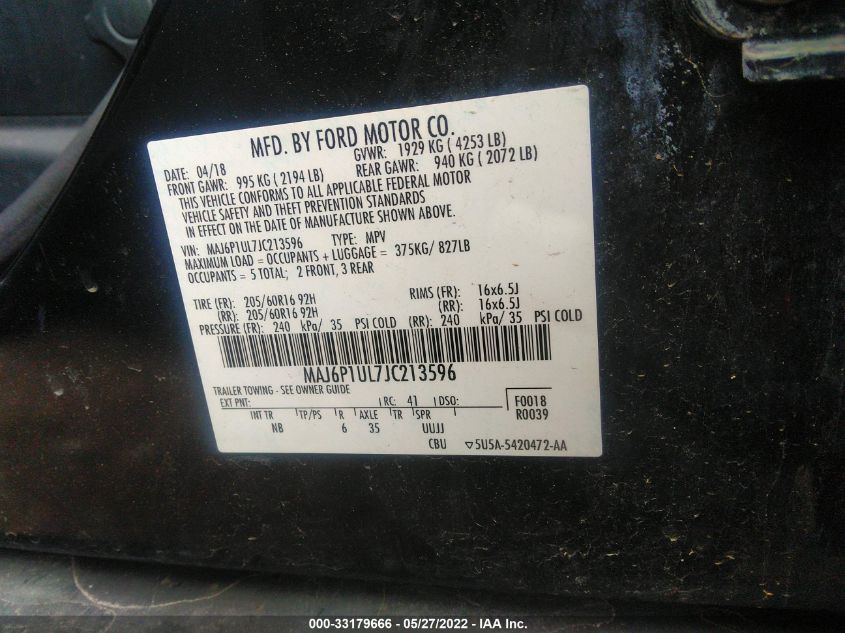 MFD. BY FORD MOTOR CO.
DATE: 04/18 GVWR: 1929 KG ( 4253 LB)
FRONT GAWR: 995 KG ( 2194 LB) REAR GAWR: 940 KG ( 2072 LB)
THIS VEHICLE CONFORMS TO ALL APPLICABLE FEDERAL MOTOR
VEHICLE SAFETY AND THEFT PREVENTION STANDARDS
IN EFFECT ON THE DATE OF MANUFACTURE SHOWN ABOVE.
VIN: MAJ6P1UL7JC213596 TYPE: MPV
MAXIMUM LOAD = OCCUPANTS + LUGGAGE = 375KG/ 827LB
OCCUPANTS = 5 TOTAL; 2 FRONT, 3 REAR
TIRE (FR): 205/60R16 92H RIMS (FR): 16x6.5J
(RR): 205/60R16 92H (RR): 16x6.5J
PRESSURE (FR): 240 kPa/ 35 PSI COLD (RR): 240 kPa/ 35 PSI COLD
MAJ6P1UL7JC213596
TRAILER TOWING - SEE OWNER GUIDE
EXT PNT: RC: 41 DSO: F0018
INT TR TP/PS R AXLE TR SPR R0039
NB 6 35 UUJJ
CBU 5U5A-5420472-AA
000-33179666 - 05/27/2022 - IAA Inc.